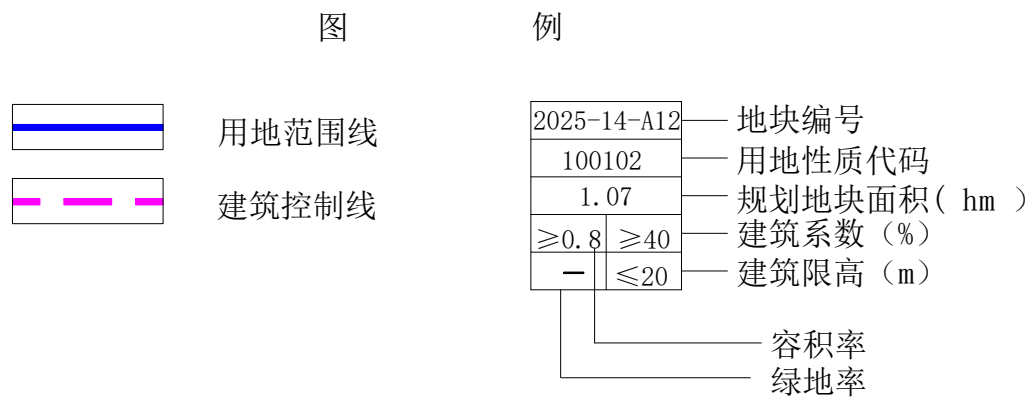 图 例
用地范围线
建筑控制线
2025-14-A12 地块编号
100102 用地性质代码
1.07 规划地块面积( hm )
≥0.8 ≥40 建筑系数（%）
— ≤20 建筑限高（m）
容积率
绿地率